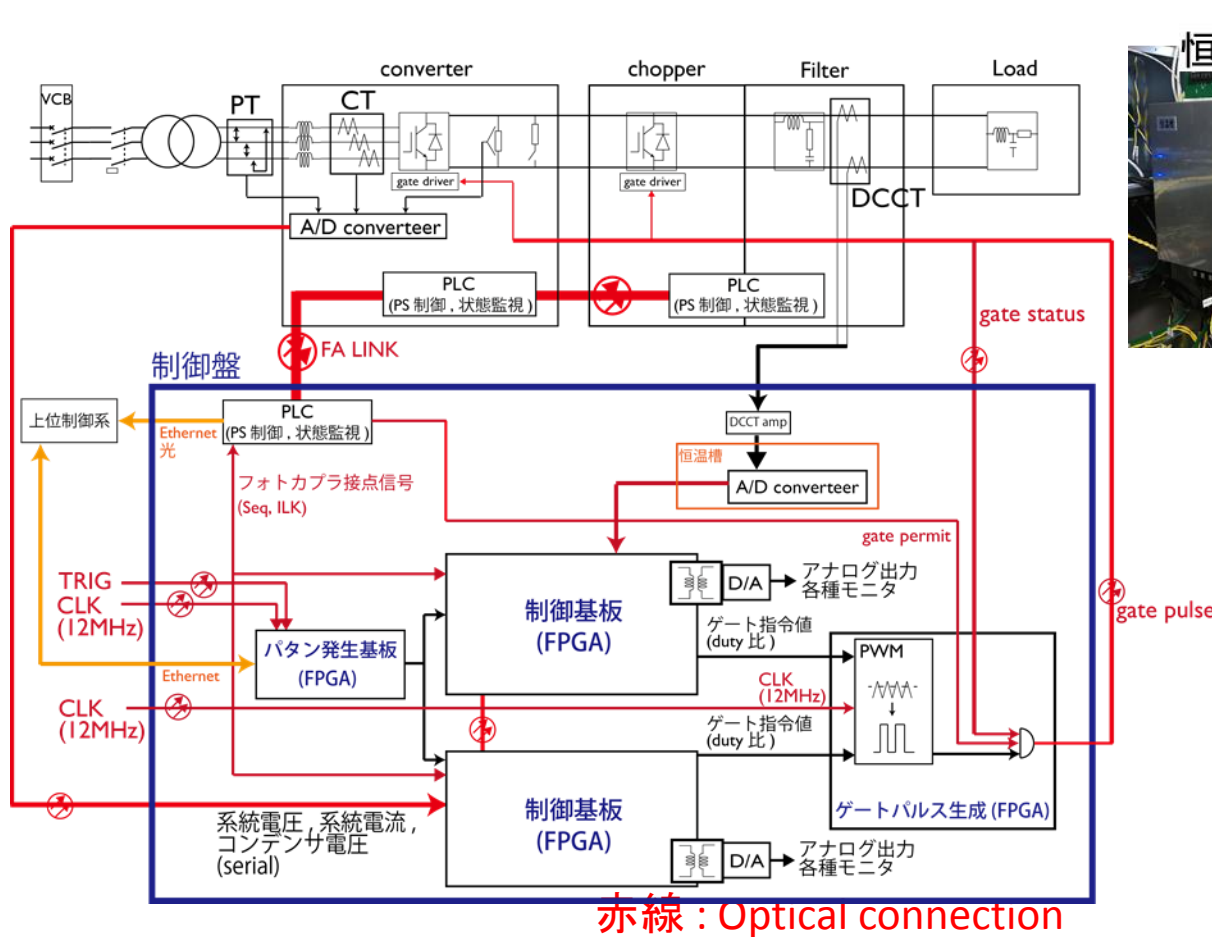 恒
converter
chopper
Filter
Load
VCB
PT
CT
gate driver
gate driver
DCCT
A/D converteer
PLC
(PS 制御 , 状態監視 )
PLC
(PS 制御 , 状態監視 )
gate status
FA LINK
制御盤
上位制御系
Ethernet
光
PLC
(PS 制御 , 状態監視 )
DCCT amp
恒温槽
A/D converteer
フォトカプラ接点信号
(Seq, ILK)
gate permit
TRIG
CLK
(12MHz)
制御基板
(FPGA)
D/A
アナログ出力
各種モニタ
gate pulse
ゲート指令値
(duty 比 )
パタン発生基板
(FPGA)
PWM
Ethernet
CLK
(12MHz)
CLK
(12MHz)
ゲート指令値
(duty 比 )
制御基板
(FPGA)
ゲートパルス生成 (FPGA)
系統電圧 , 系統電流 ,
コンデンサ電圧
(serial)
D/A
アナログ出力
各種モニタ
赤線 : Optical connection